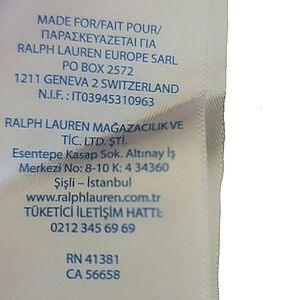 MADE FOR/FAIT POUR/
ΠΑΡΑΣΚΕΥΑΖΕΤΑΙ ΓΙΑ
RALPH LAUREN EUROPE SARL
PO BOX 2572
1211 GENEVA 2 SWITZERLAND
N.I.F. : IT03945310963
RALPH LAUREN MAĞAZACILIK VE
TİC. LTD. ŞTİ.
Esentepe Kasap Sok. Altınay İş
Merkezi No: 8-10 K: 4 34360
Şişli – İstanbul
www.ralphlauren.com.tr
TÜKETİCİ İLETİŞİM HATTI:
0212 345 69 69
RN 41381
CA 56658